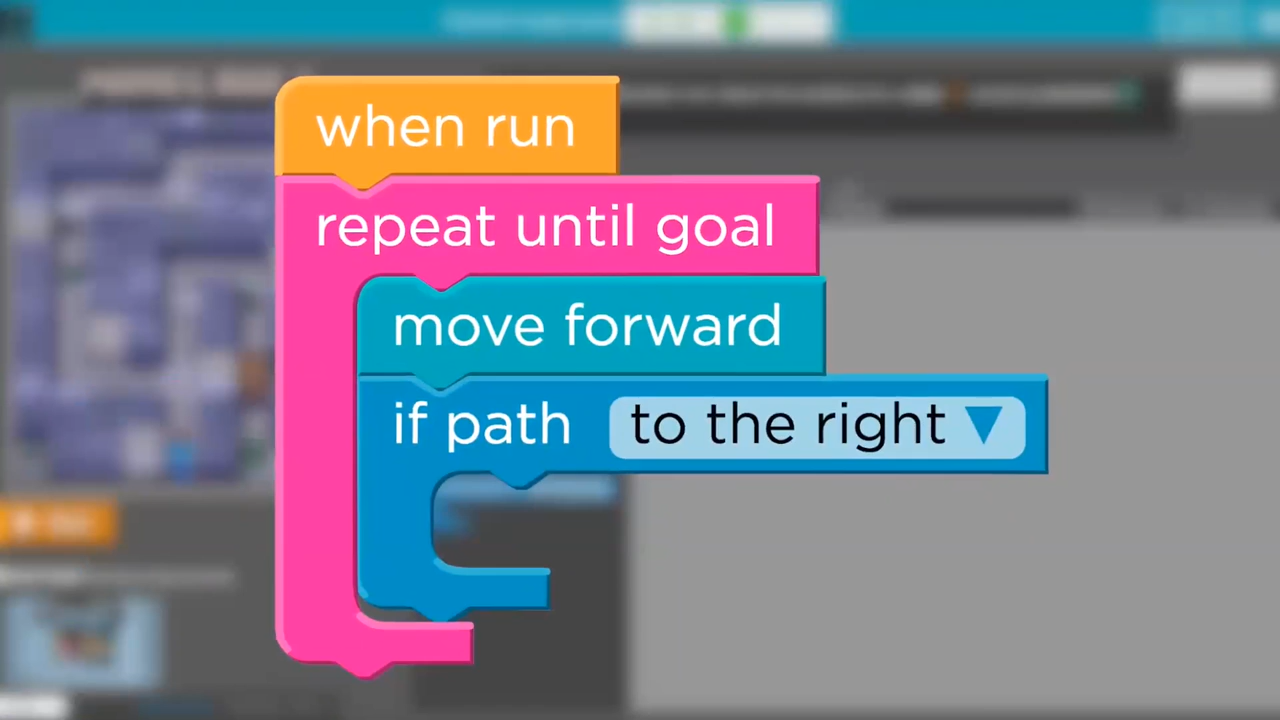 when run
repeat until goal
move forward
if path to the right ▼